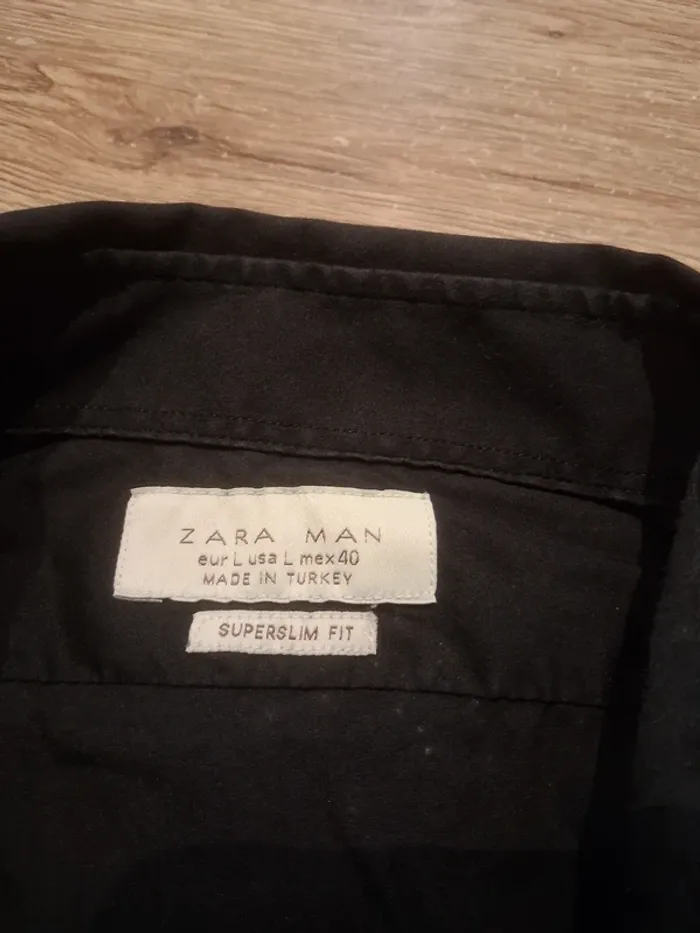 ZARA MAN
eur L usa L mex 40
MADE IN TURKEY
SUPERSLIM FIT